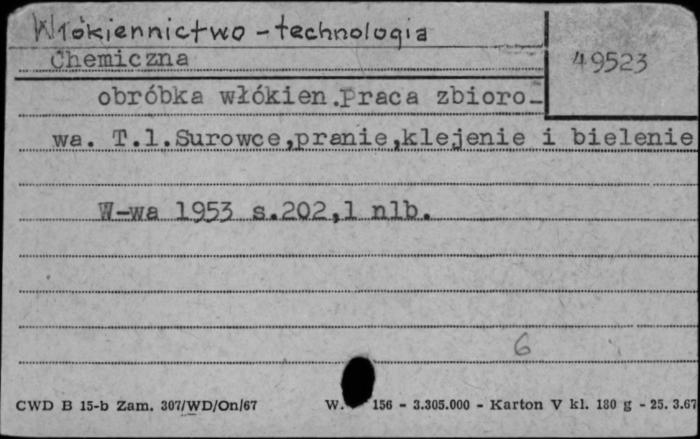 Włókiennictwo - technologia
49523
Chemiczna
obróbka włókien.Praca zbioro-
wa. T.1.Surowce,pranie,klejenie i bielenie
W-wa 1953 s.202,1 nlb.
6
CWD B 15-b Zam. 307/WD/On/67 W. 156 - 3.305.000 - Karton V kl. 180 g - 25. 3.67